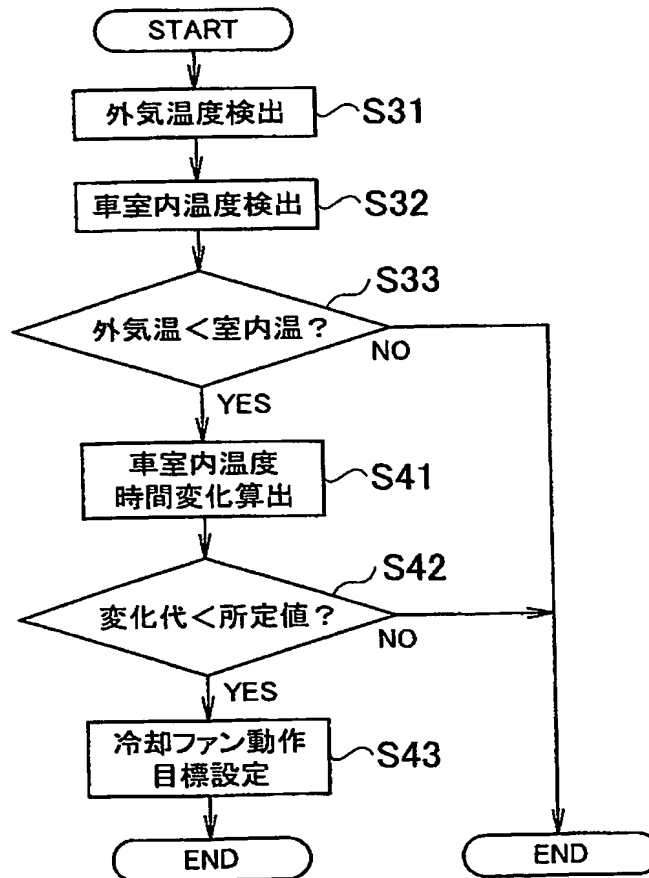 START
外気温度検出
S31
車室内温度検出
S32
S33
外気温＜室内温？
NO
YES
車室内温度
時間変化算出
S41
S42
変化代＜所定値？
NO
YES
冷却ファン動作
目標設定
S43
END
END